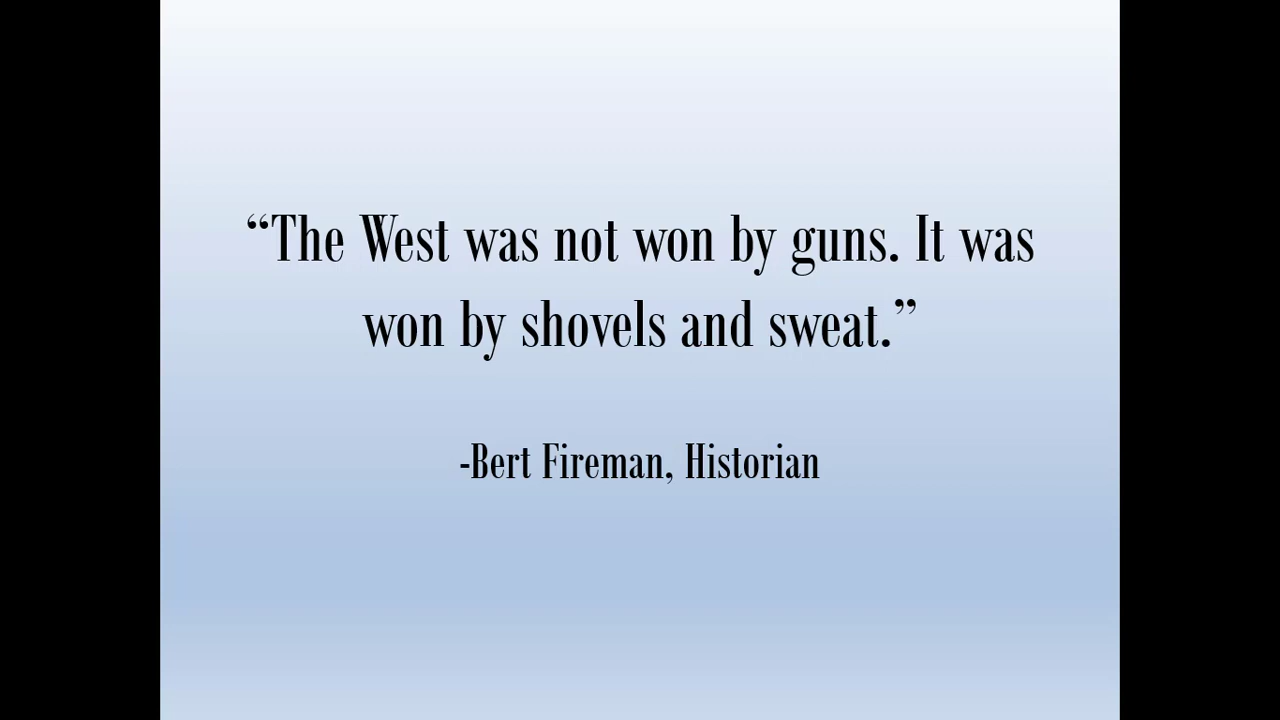 “The West was not won by guns. It was
won by shovels and sweat.”
-Bert Fireman, Historian